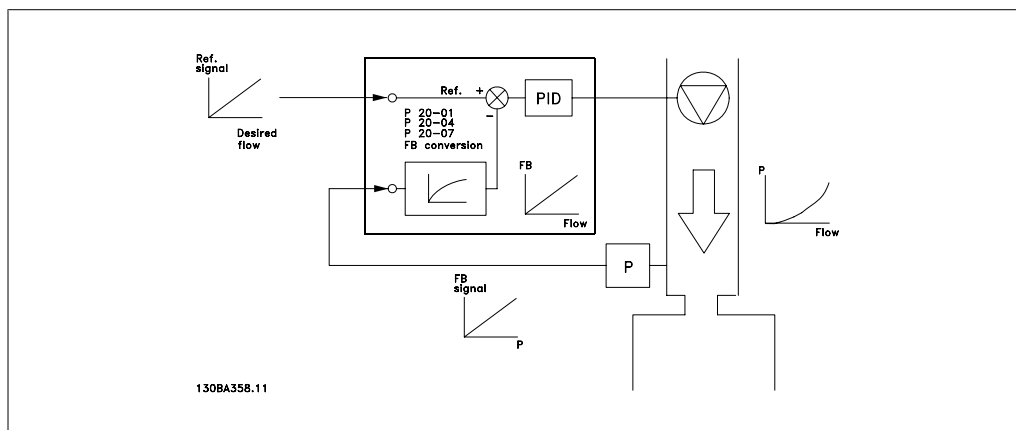 Ref.
signal
Desired
flow
Ref.
+
−
P 20-01
P 20-04
P 20-07
FB conversion
PID
FB
Flow
P
Flow
P
FB
signal
P
130BA358.11